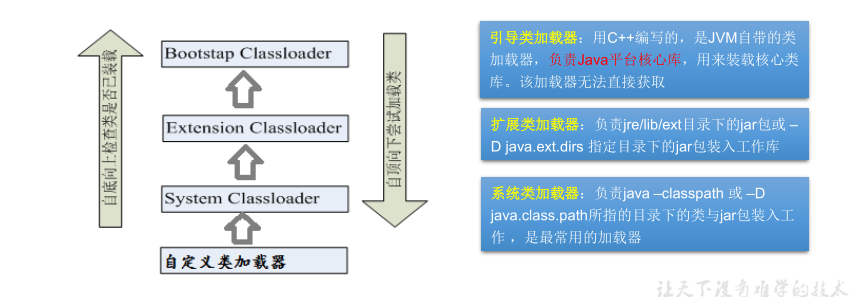 自底向上检查类是否已装载
Bootstap Classloader
Extension Classloader
System Classloader
自定义类加载器
自顶向下尝试加载类
引导类加载器：用C++编写的，是JVM自带的类
加载器，负责Java平台核心库，用来装载核心类
库。该加载器无法直接获取
扩展类加载器：负责jre/lib/ext目录下的jar包或 –
D java.ext.dirs 指定目录下的jar包装入工作库
系统类加载器：负责java –classpath 或 –D
java.class.path所指的目录下的类与jar包装入工
作 ，是最常用的加载器
让天下没有难学的技术